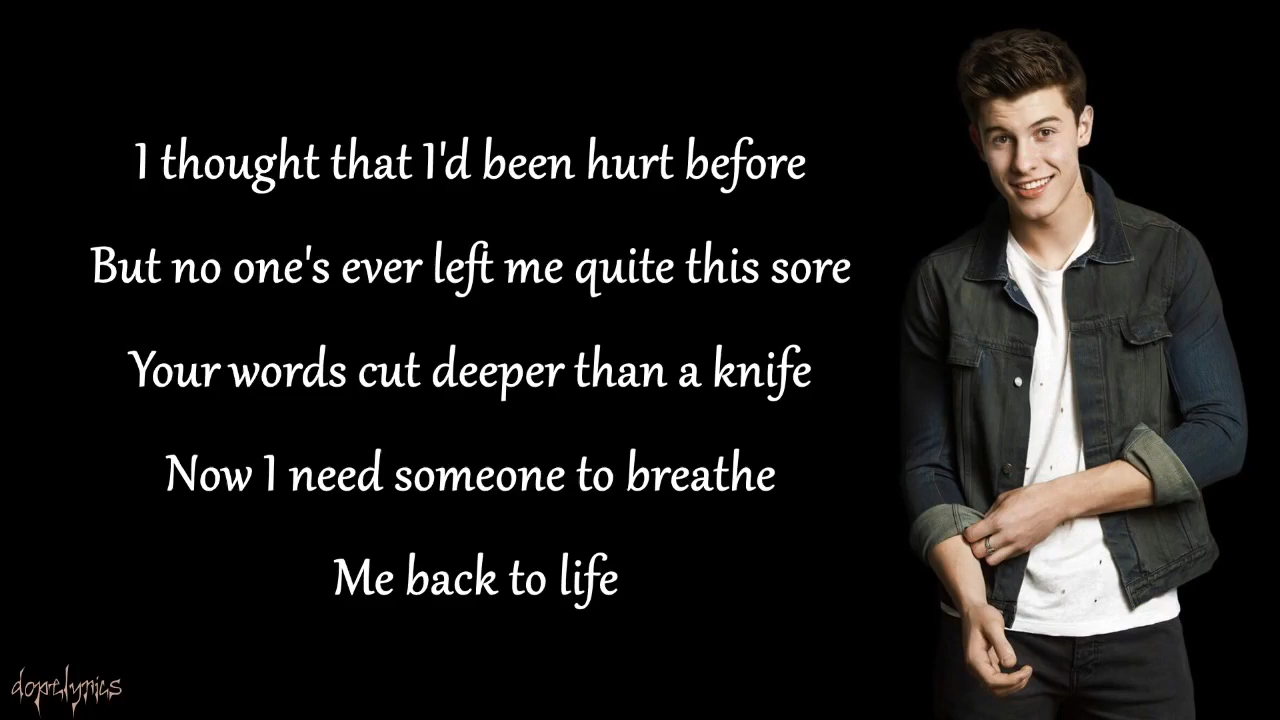 I thought that I'd been hurt before
But no one's ever left me quite this sore
Your words cut deeper than a knife
Now I need someone to breathe
Me back to life
dopelyrics